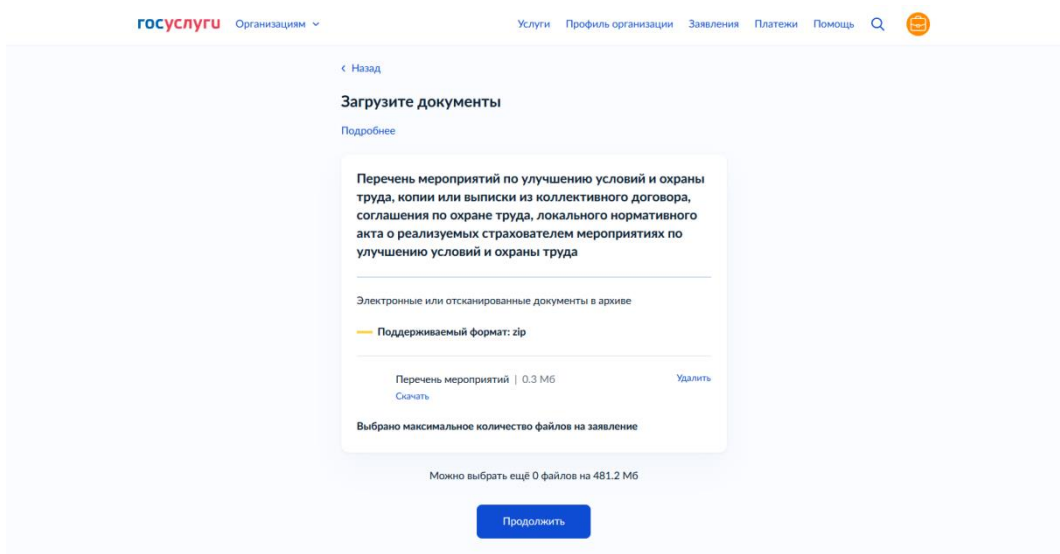 госуслуги Организациям Услуги Профиль организации Заявления Платежи Помощь
Назад
Загрузите документы
Подробнее
Перечень мероприятий по улучшению условий и охраны
труда, копии или выписки из коллективного договора,
соглашения по охране труда, локального нормативного
акта о реализуемых страхователем мероприятиях по
улучшению условий и охраны труда
Электронные или отсканированные документы в архиве
Поддерживаемый формат: zip
Перечень мероприятий | 0.3 Мб Удалить
Скачать
Выбрано максимальное количество файлов на заявление
Можно выбрать ещё 0 файлов на 481.2 Мб
Продолжить